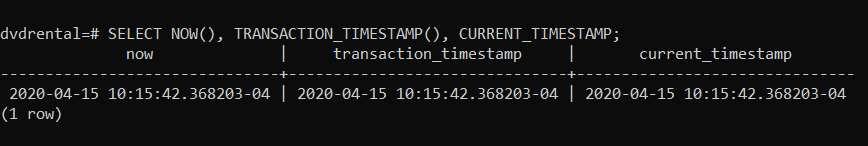 dvdrental=# SELECT NOW(), TRANSACTION_TIMESTAMP(), CURRENT_TIMESTAMP;
              now              |     transaction_timestamp     |       current_timestamp
-------------------------------+-------------------------------+-------------------------------
 2020-04-15 10:15:42.368203-04 | 2020-04-15 10:15:42.368203-04 | 2020-04-15 10:15:42.368203-04
(1 row)